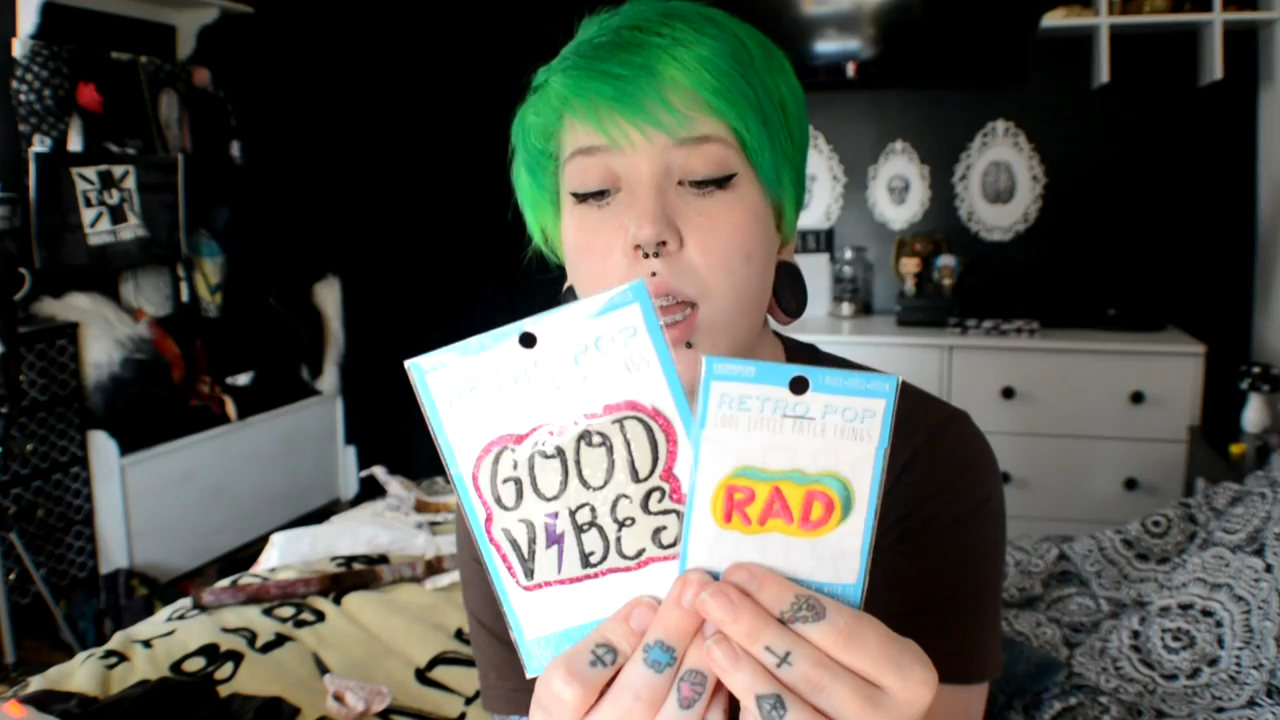 RETRO POP
GOOD
VIBES
RETRO POP
COOL LITTLE PATCH THINGS
RAD